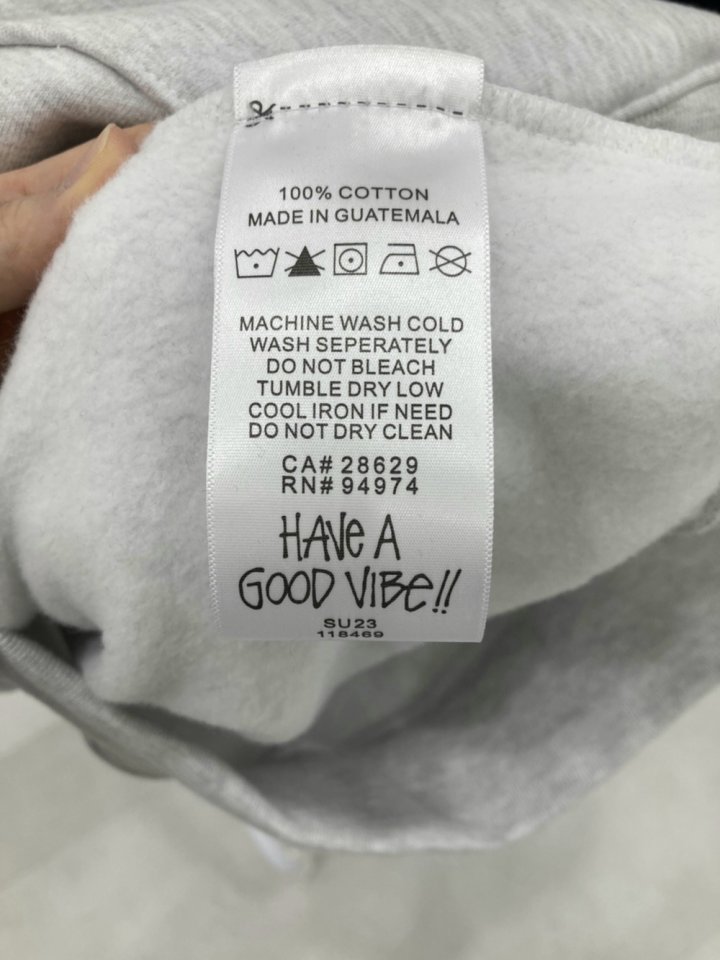 100% COTTON
MADE IN GUATEMALA
MACHINE WASH COLD
WASH SEPERATELY
DO NOT BLEACH
TUMBLE DRY LOW
COOL IRON IF NEED
DO NOT DRY CLEAN
CA# 28629
RN# 94974
HAVe A
GOOD VIBe!!
SU23
118469